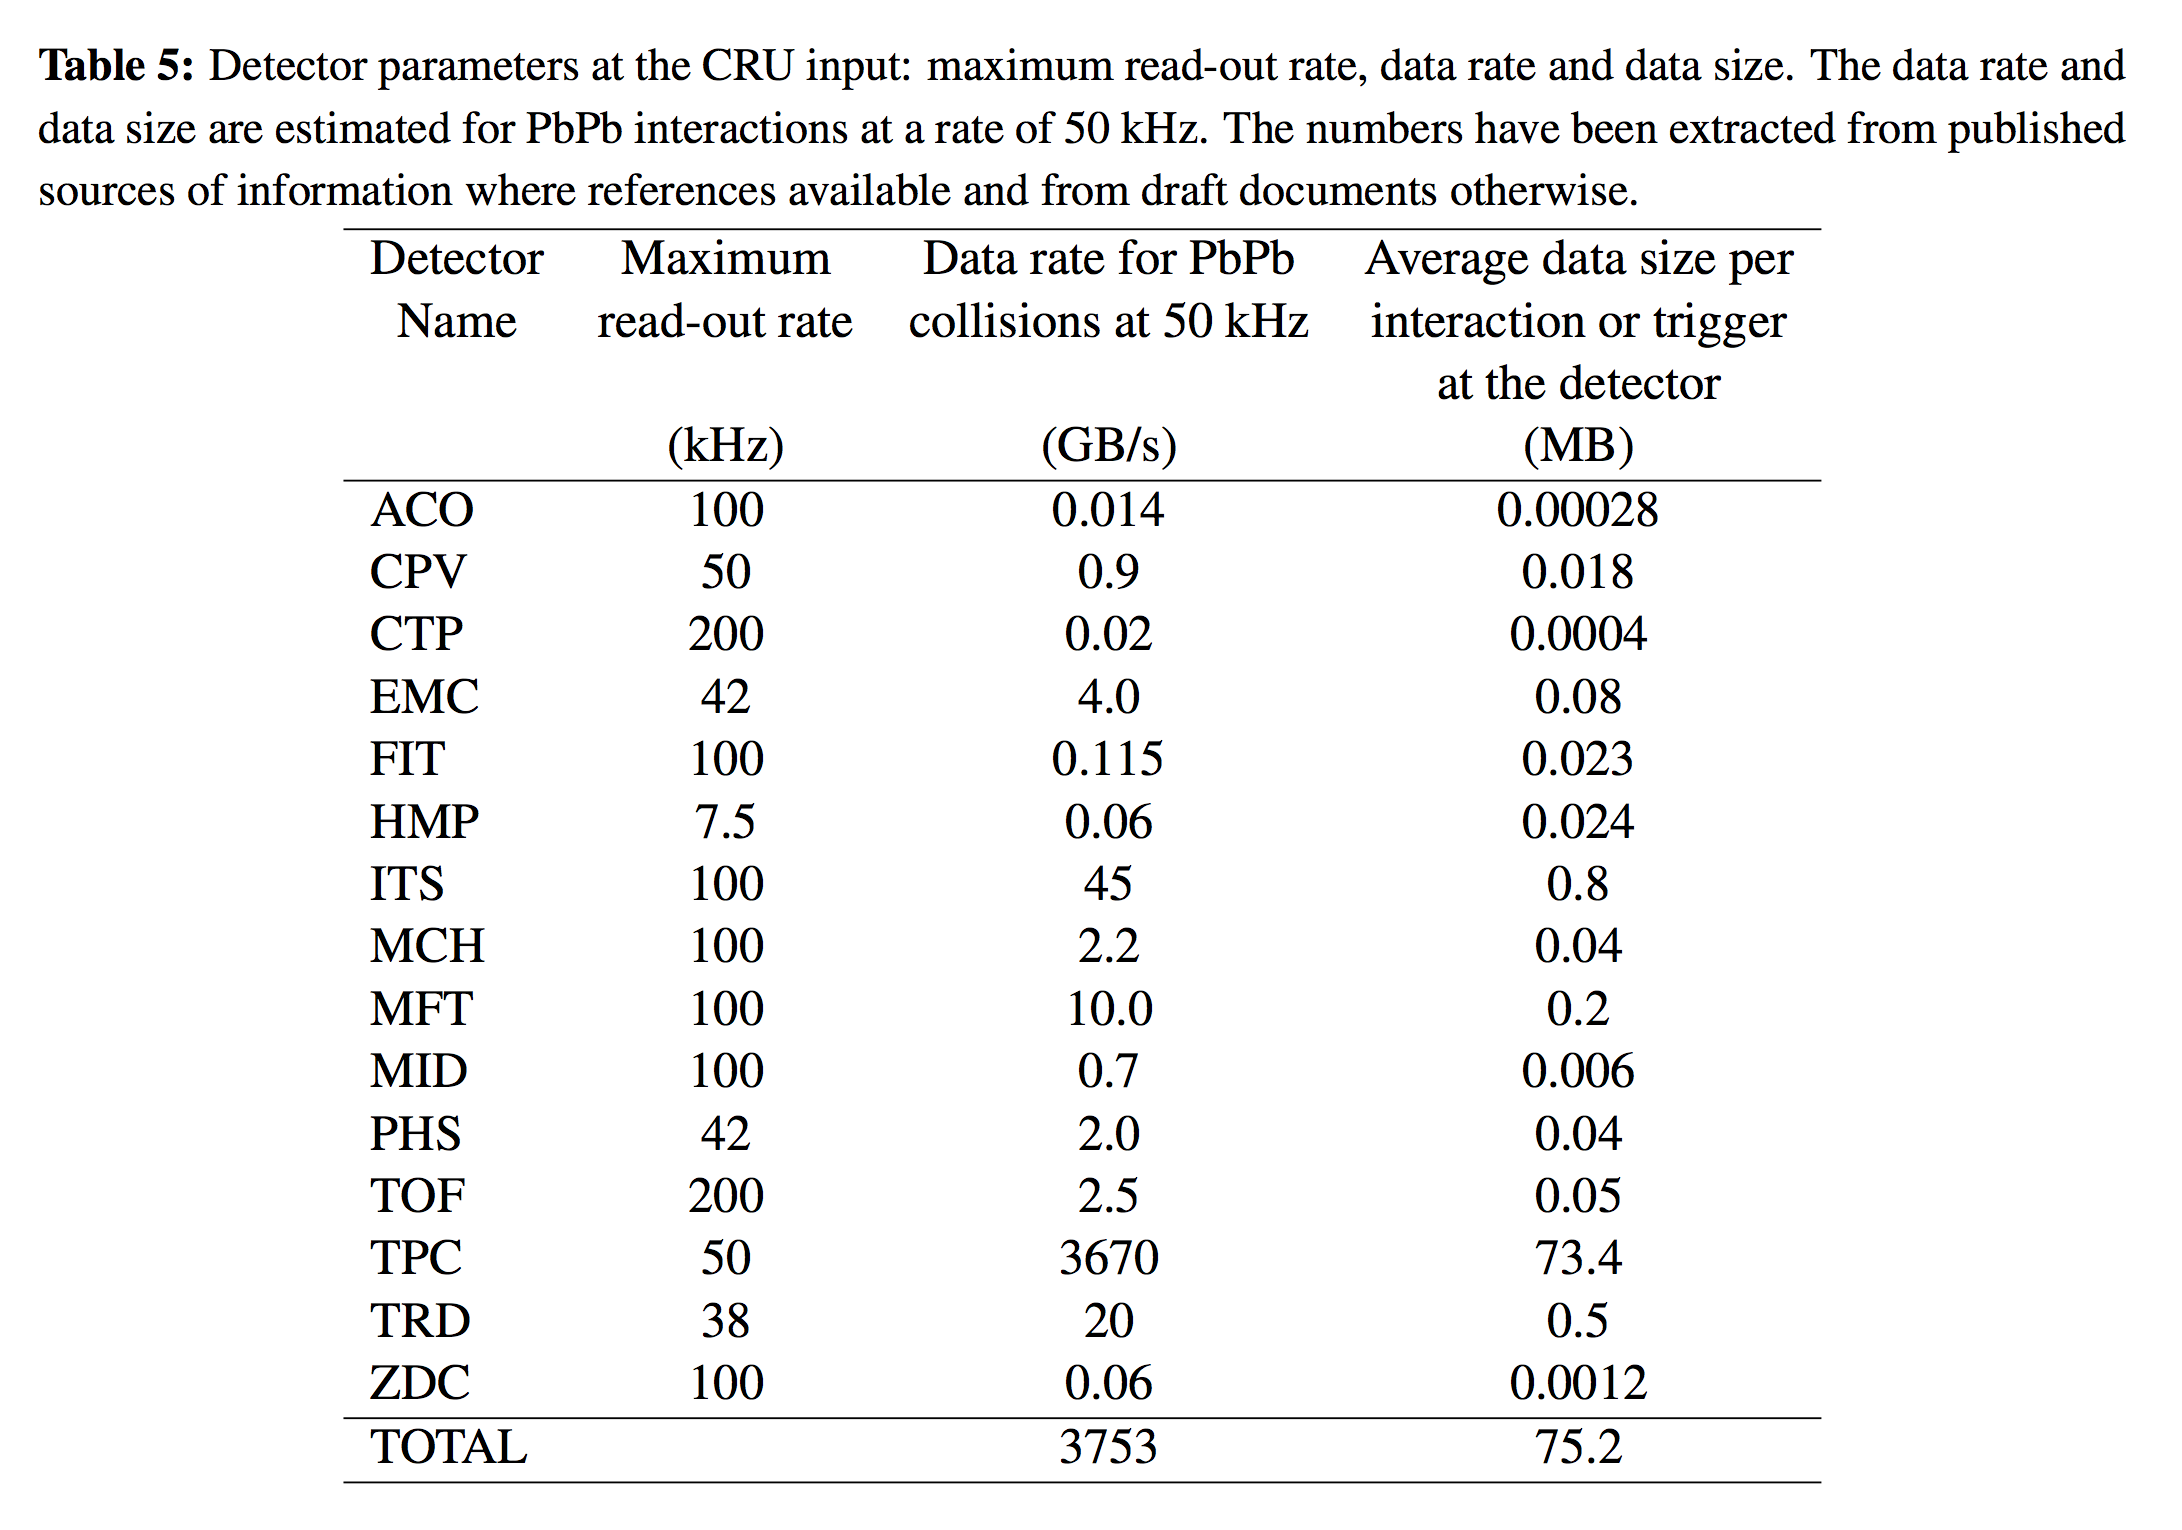 Table 5: Detector parameters at the CRU input: maximum read-out rate, data rate and data size. The data rate and
data size are estimated for PbPb interactions at a rate of 50 kHz. The numbers have been extracted from published
sources of information where references available and from draft documents otherwise.
Detector Maximum Data rate for PbPb Average data size per
Name read-out rate collisions at 50 kHz interaction or trigger
at the detector
(kHz) (GB/s) (MB)
ACO 100 0.014 0.00028
CPV 50 0.9 0.018
CTP 200 0.02 0.0004
EMC 42 4.0 0.08
FIT 100 0.115 0.023
HMP 7.5 0.06 0.024
ITS 100 45 0.8
MCH 100 2.2 0.04
MFT 100 10.0 0.2
MID 100 0.7 0.006
PHS 42 2.0 0.04
TOF 200 2.5 0.05
TPC 50 3670 73.4
TRD 38 20 0.5
ZDC 100 0.06 0.0012
TOTAL 3753 75.2